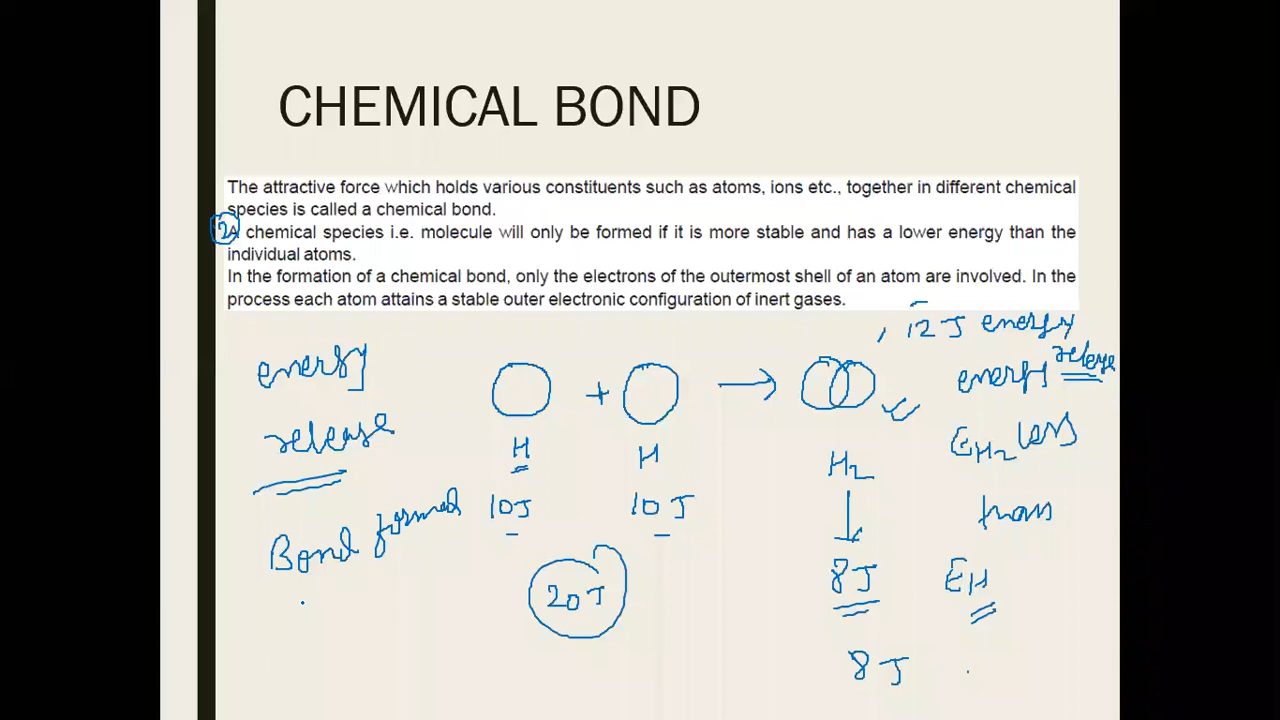 CHEMICAL BOND
The attractive force which holds various constituents such as atoms, ions etc., together in different chemical
species is called a chemical bond.
2 A chemical species i.e. molecule will only be formed if it is more stable and has a lower energy than the
individual atoms.
In the formation of a chemical bond, only the electrons of the outermost shell of an atom are involved. In the
process each atom attains a stable outer electronic configuration of inert gases.
, 12 J energy
energy release
energy
release
Bond formed
+ →
H H
10J 10 J
20 J
H2
8J
8 J
EH2 less
than
EH